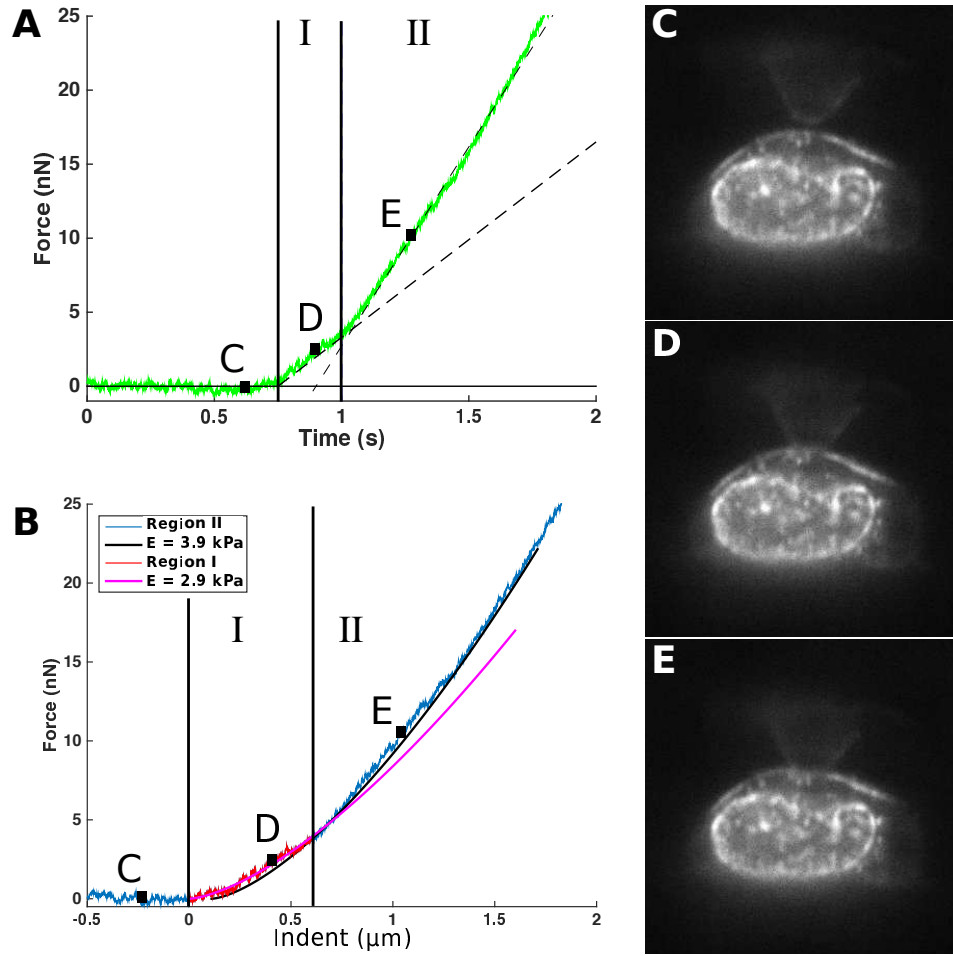 A
25
20
15
10
5
0
Force (nN)
I
II
C
D
E
0
0.5
1
1.5
2
Time (s)
B
25
20
15
10
5
0
Force (nN)
Region II
E = 3.9 kPa
Region I
E = 2.9 kPa
I
II
C
D
E
-0.5
0
0.5
1
1.5
2
Indent (µm)
C
D
E